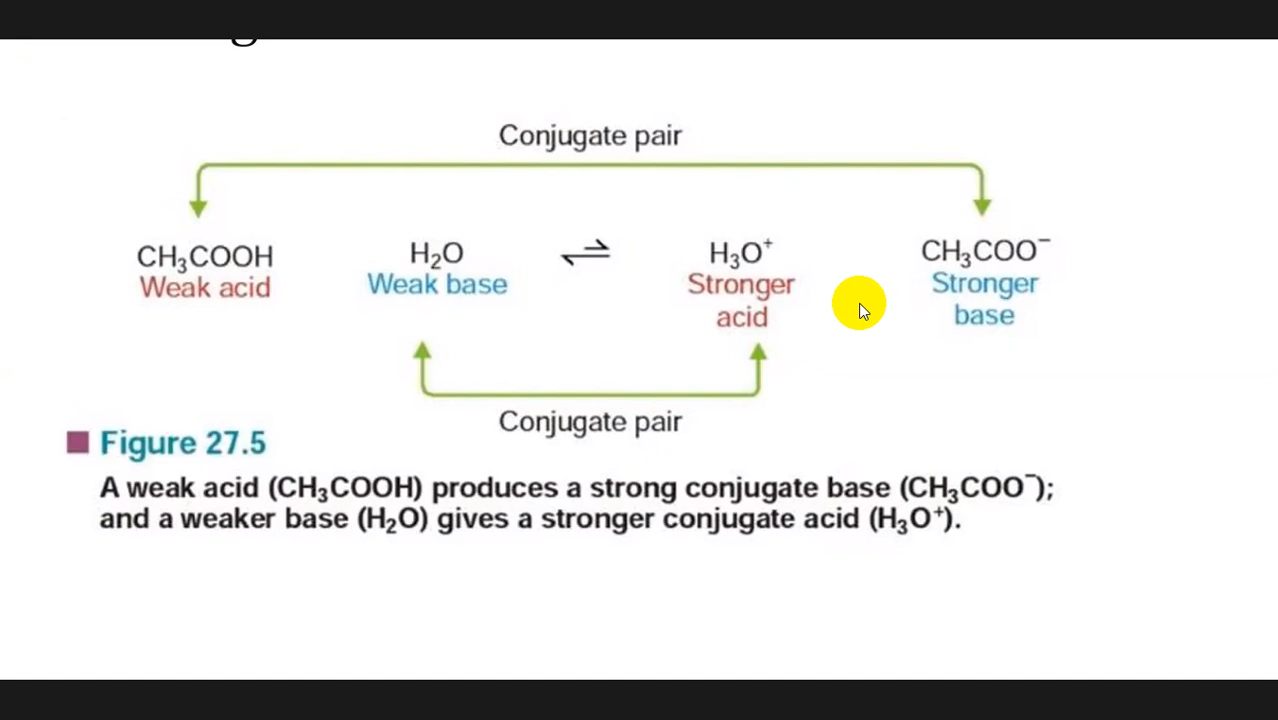 Conjugate pair
CH₃COOH H₂O ⇌ H₃O⁺ CH₃COO⁻
Weak acid Weak base Stronger acid Stronger base
Conjugate pair
Figure 27.5
A weak acid (CH₃COOH) produces a strong conjugate base (CH₃COO⁻);
and a weaker base (H₂O) gives a stronger conjugate acid (H₃O⁺).